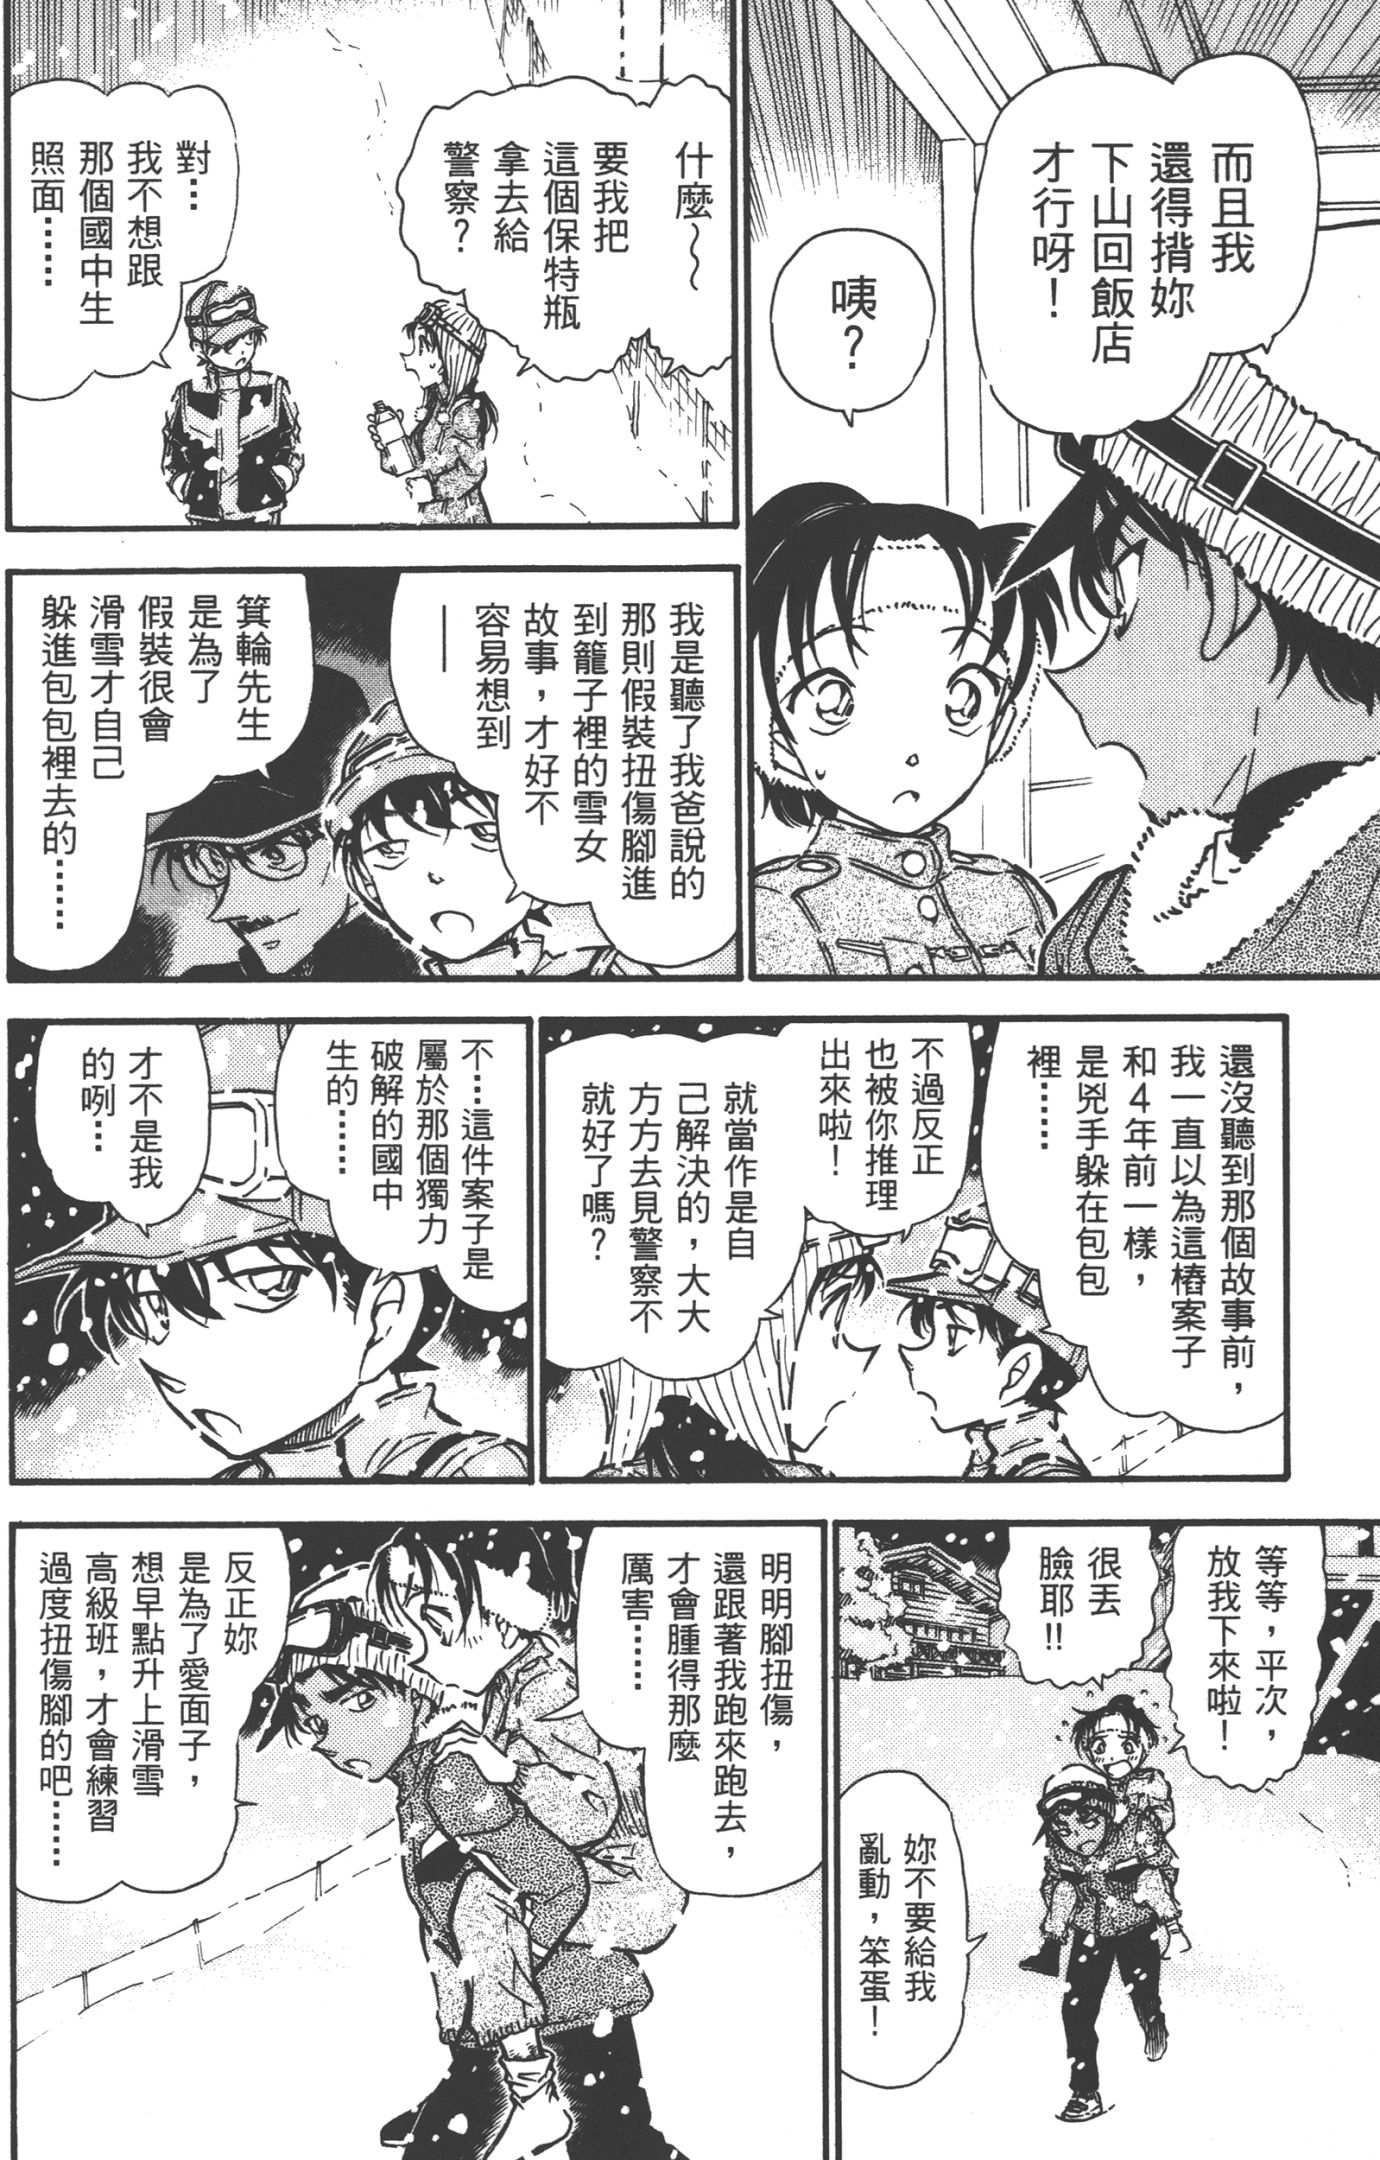 而且我
還得揹妳
下山回飯店
才行呀！
咦？
什麼～～
要我把
這個保特瓶
拿去給
警察？
對…
我不想跟
那個國中生
照面……
我是聽了我爸說的
那則假裝扭傷腳進
到籠子裡的雪女
故事，才好不
容易想到
——
箕輪先生
是為了
假裝很會
滑雪才自己
躲進包包裡去的……
還沒聽到那個故事前，
我一直以為這樁案子
和4年前一樣，
是兇手躲在包包
裡……
不過反正
也被你推理
出來啦！
就當作是自
己解決的，大大
方方去見警察不
就好了嗎？
不…這件案子是
屬於那個獨力
破解的國中
生的……
才不是我
的咧…
等等，平次，
放我下來啦！
很丟
臉耶!!
妳不要給我
亂動，笨蛋！
明明腳扭傷，
還跟著我跑來跑去，
才會腫得那麼
厲害……
反正妳
是為了愛面子，
想早點升上滑雪
高級班，才會練習
過度扭傷腳的吧……